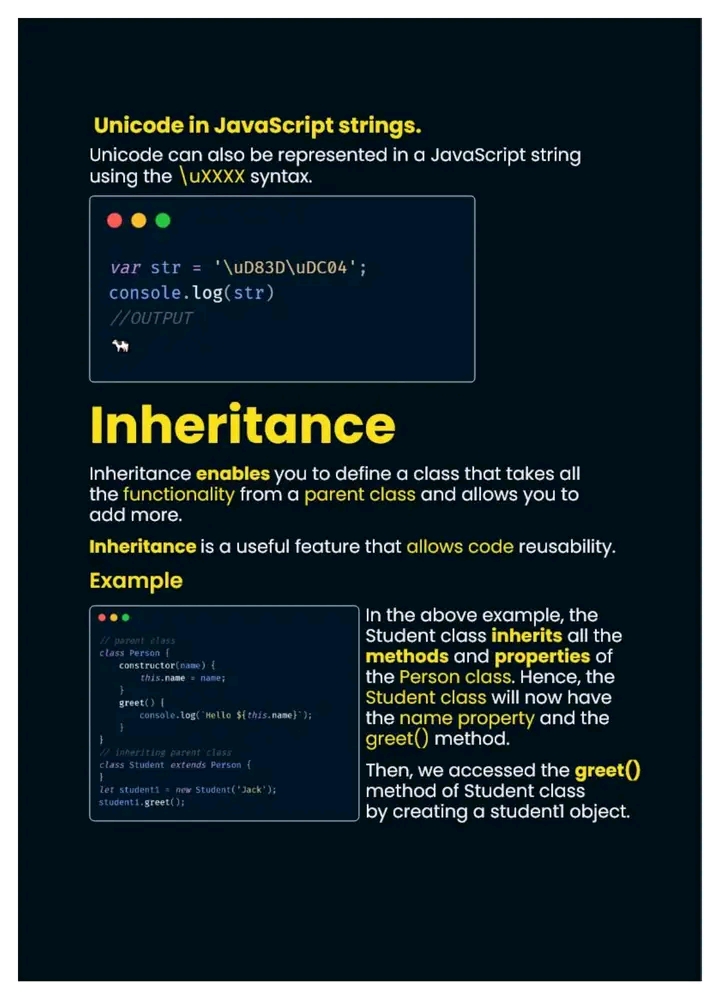 Unicode in JavaScript strings.
Unicode can also be represented in a JavaScript string
using the \uXXXX syntax.
var str = '\uD83D\uDC04';
console.log(str)
//OUTPUT
🐄
Inheritance
Inheritance enables you to define a class that takes all
the functionality from a parent class and allows you to
add more.
Inheritance is a useful feature that allows code reusability.
Example
// parent class
class Person {
constructor(name) {
this.name = name;
}
greet() {
console.log(`Hello ${this.name}`);
}
}
// inheriting parent class
class Student extends Person {
}
let student1 = new Student('Jack');
student1.greet();
In the above example, the
Student class inherits all the
methods and properties of
the Person class. Hence, the
Student class will now have
the name property and the
greet() method.
Then, we accessed the greet()
method of Student class
by creating a student1 object.